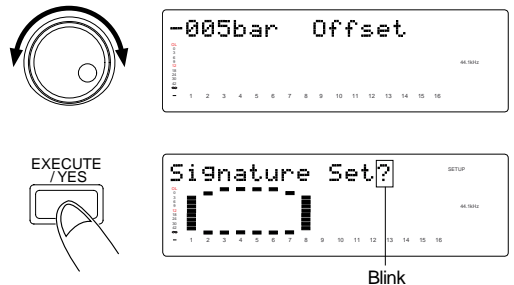 -005bar Offset
44.1kHz
1 2 3 4 5 6 7 8 9 10 11 12 13 14 15 16
EXECUTE
/YES
Signature Set?
SETUP
44.1kHz
1 2 3 4 5 6 7 8 9 10 11 12 13 14 15 16
Blink